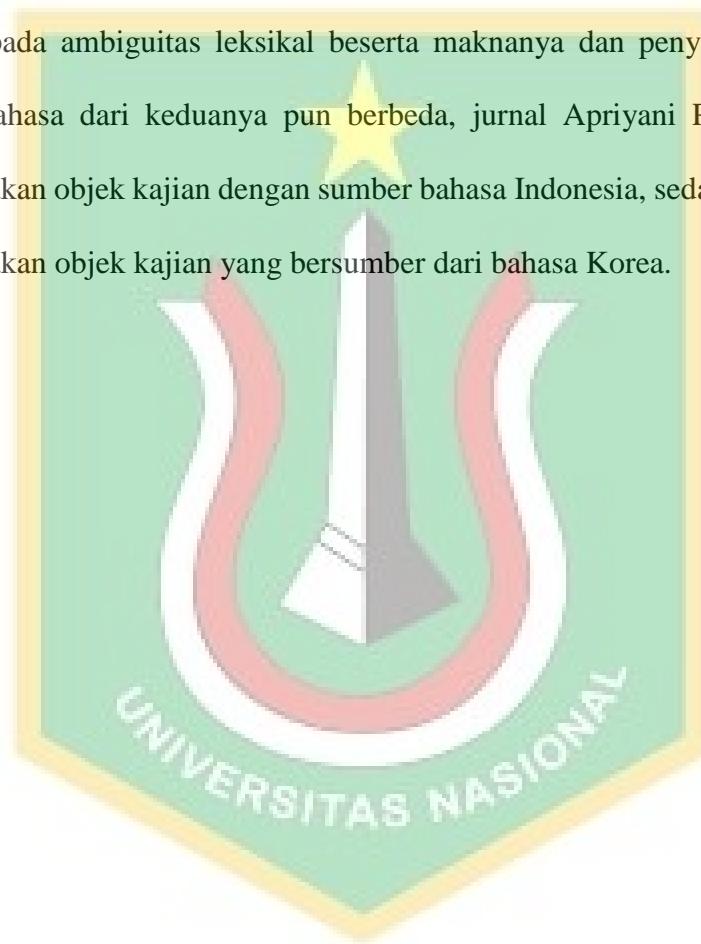 pada ambiguitas leksikal beserta maknanya dan peny
ahasa dari keduanya pun berbeda, jurnal Apriyani
kan objek kajian dengan sumber bahasa Indonesia, seda
kan objek kajian yang bersumber dari bahasa Korea.
UNIVERSITAS NASIONAL